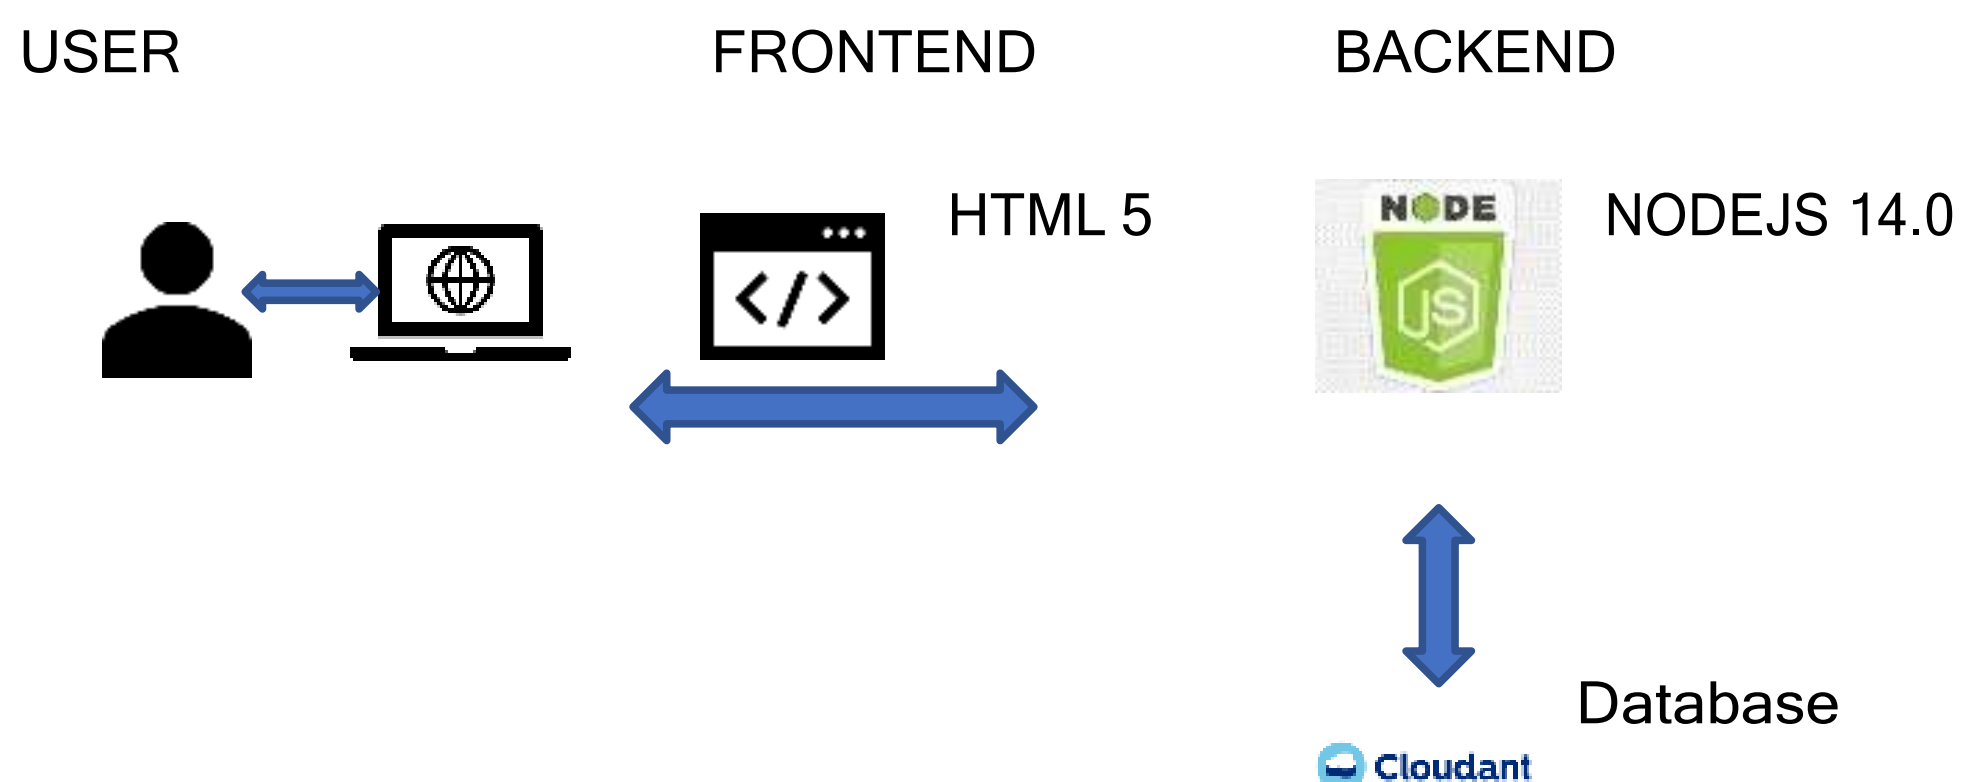 USER
FRONTEND
BACKEND
HTML 5
NODE
JS
NODEJS 14.0
Database
Cloudant